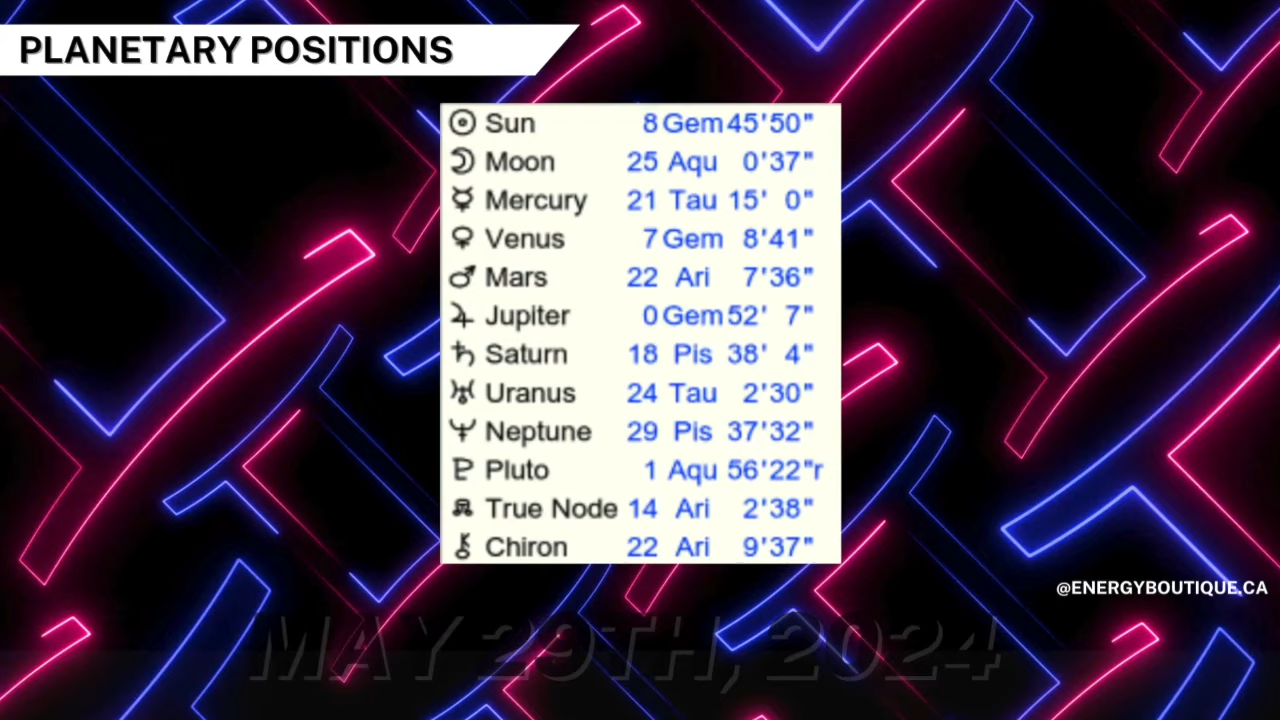 PLANETARY POSITIONS
☉ Sun 8 Gem 45'50"
☽ Moon 25 Aqu 0'37"
☿ Mercury 21 Tau 15' 0"
♀ Venus 7 Gem 8'41"
♂ Mars 22 Ari 7'36"
♃ Jupiter 0 Gem 52' 7"
♄ Saturn 18 Pis 38' 4"
♅ Uranus 24 Tau 2'30"
♆ Neptune 29 Pis 37'32"
♇ Pluto 1 Aqu 56'22"r
☊ True Node 14 Ari 2'38"
⚷ Chiron 22 Ari 9'37"
@ENERGYBOUTIQUE.CA
MAY 29TH, 2024